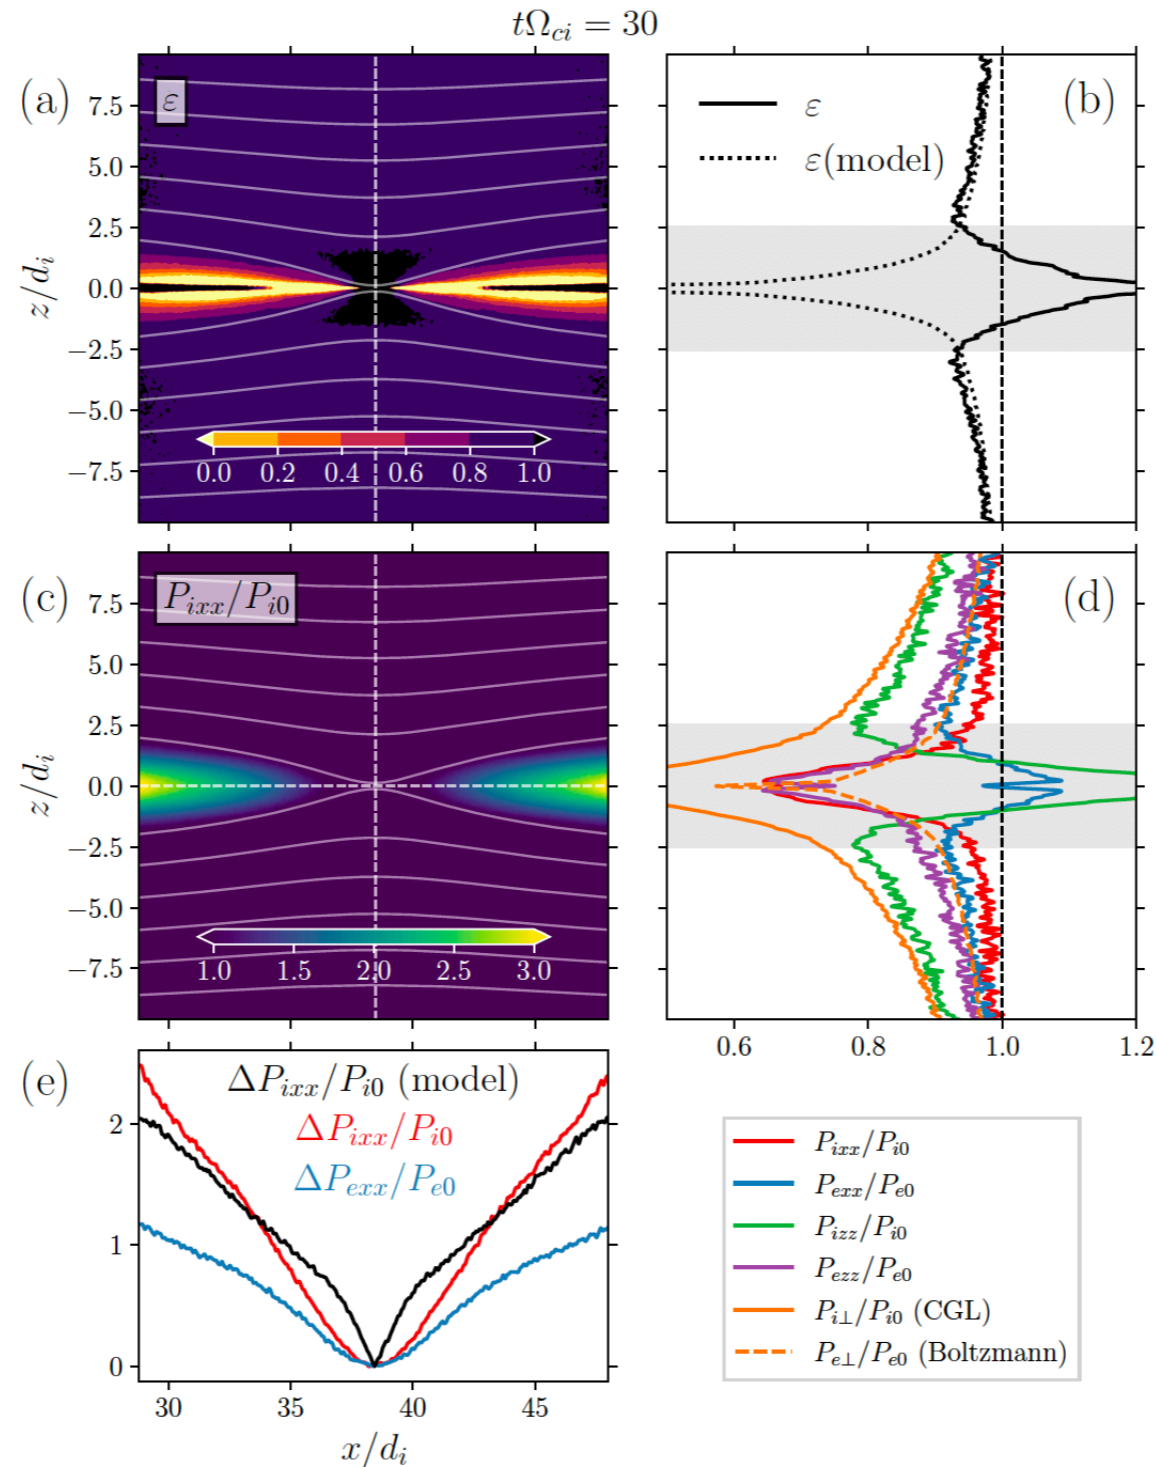 tΩci = 30
(a)
ε
7.5
5.0
2.5
0.0
−2.5
−5.0
−7.5
z/di
0.0 0.2 0.4 0.6 0.8 1.0
(b)
ε
ε(model)
(c)
Pixx/Pi0
7.5
5.0
2.5
0.0
−2.5
−5.0
−7.5
z/di
1.0 1.5 2.0 2.5 3.0
(d)
0.6 0.8 1.0 1.2
(e)
ΔPixx/Pi0 (model)
ΔPixx/Pi0
ΔPexx/Pe0
2
1
0
30 35 40 45
x/di
Pixx/Pi0
Pexx/Pe0
Pizz/Pi0
Pezz/Pe0
Pi⊥/Pi0 (CGL)
Pe⊥/Pe0 (Boltzmann)